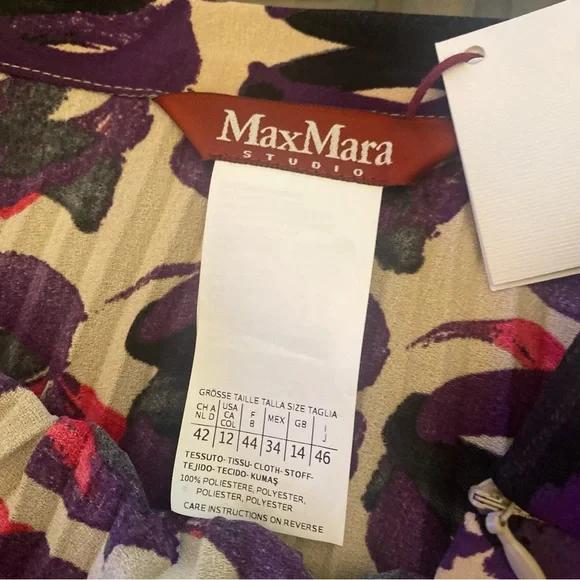 MaxMara
STUDIO
GRÖSSE TAILLE TALLA SIZE TAGLIA
CH A NL D USA CA COL F B MEX GB I J
42 12 44 34 14 46
TESSUTO-TISSU-CLOTH-STOFF-
TEJIDO-TECIDO-KUMAŞ
100% POLIESTERE, POLYESTER,
POLIESTER, POLYESTER
CARE INSTRUCTIONS ON REVERSE